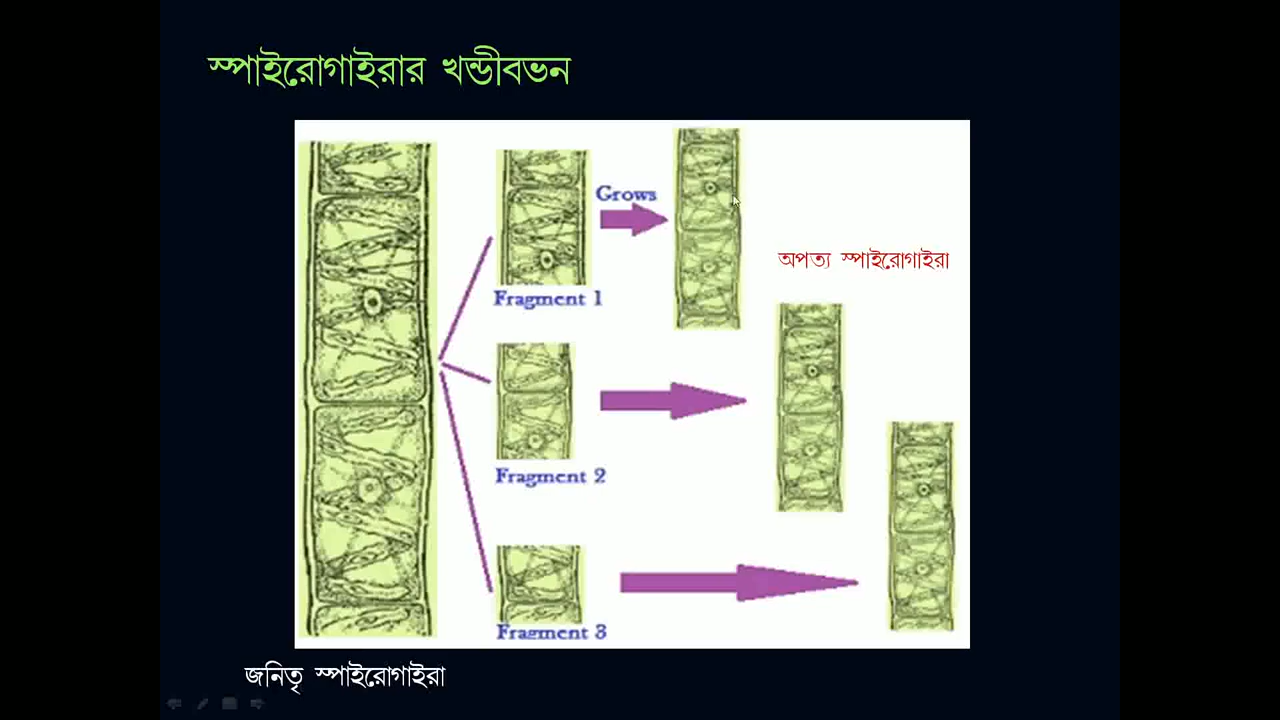 স্পাইরোগাইরার খন্ডীবভন
Grows
অপত্য স্পাইরোগাইরা
Fragment 1
Fragment 2
Fragment 3
জনিতৃ স্পাইরোগাইরা